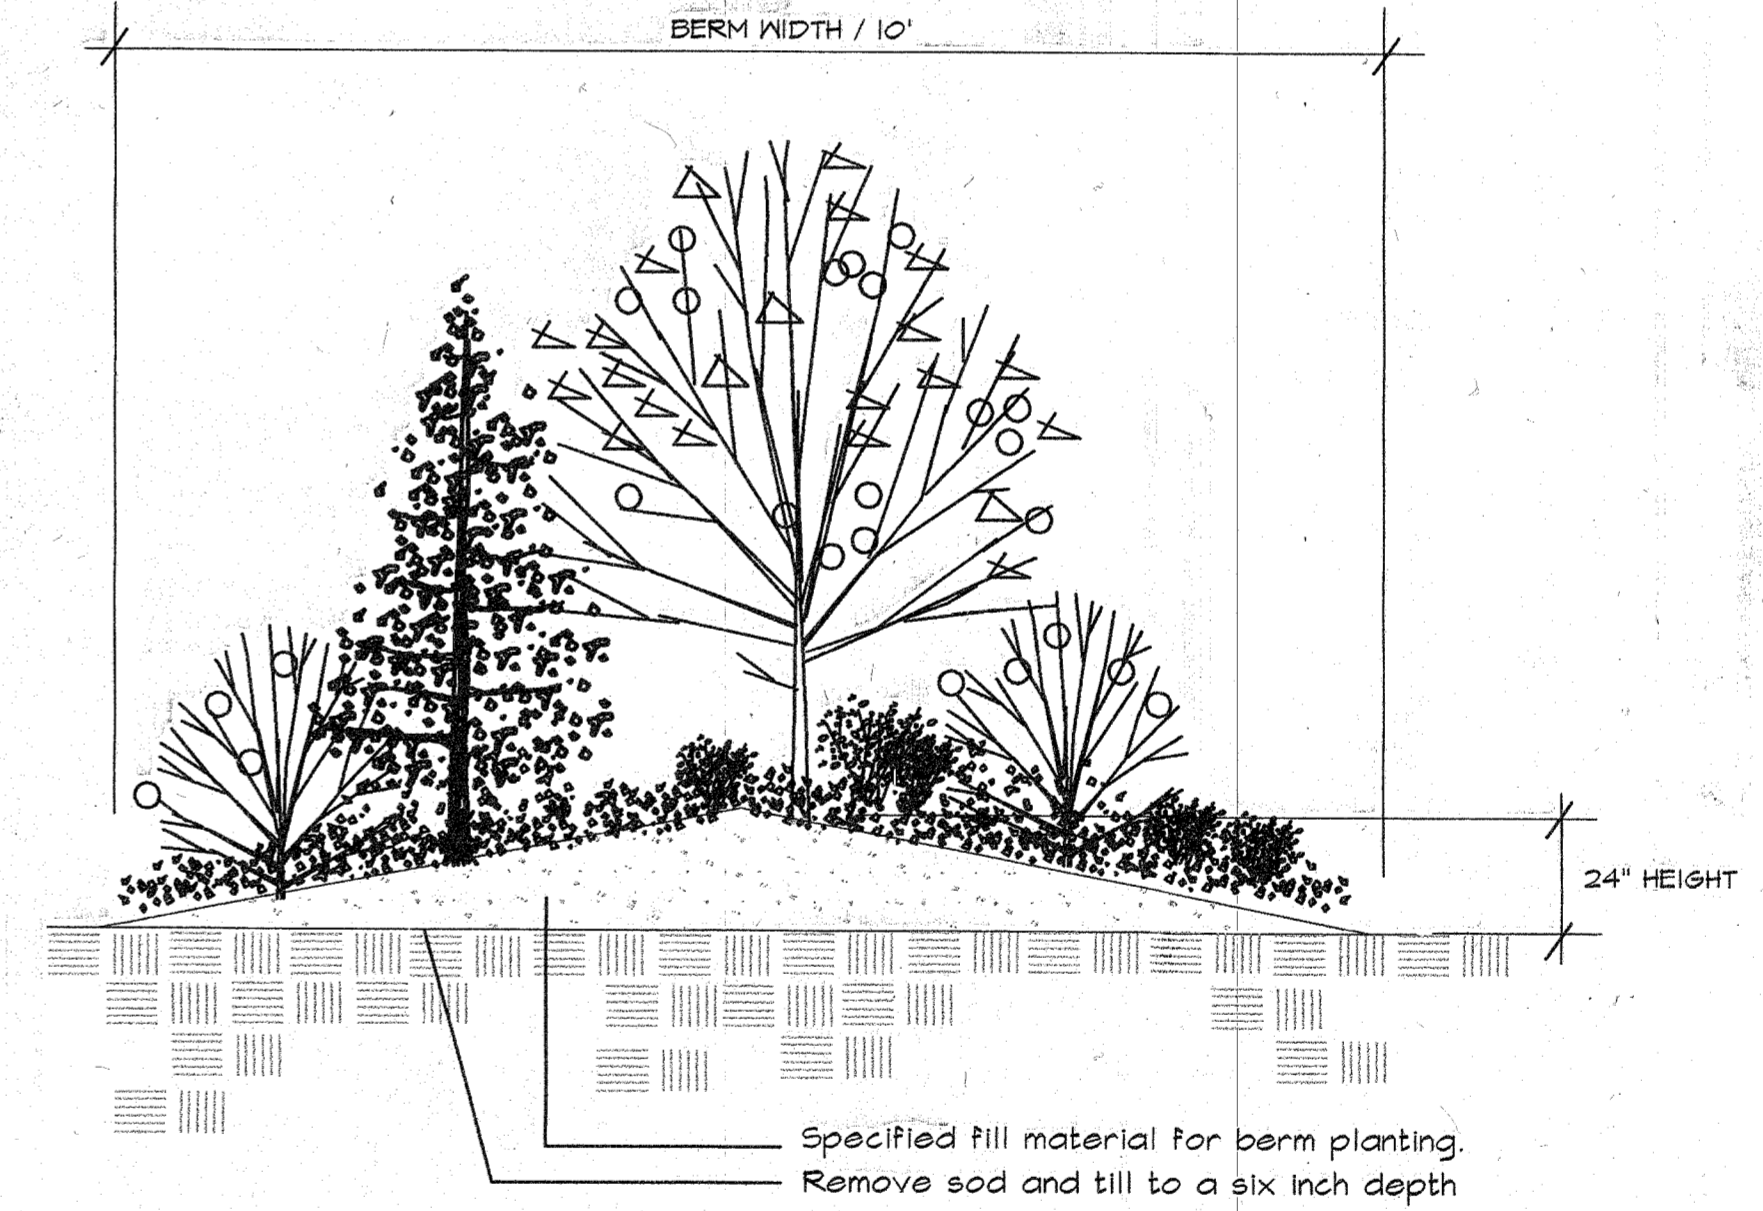 BERM WIDTH / 10'
24" HEIGHT
Specified fill material for berm planting.
Remove sod and till to a six inch depth